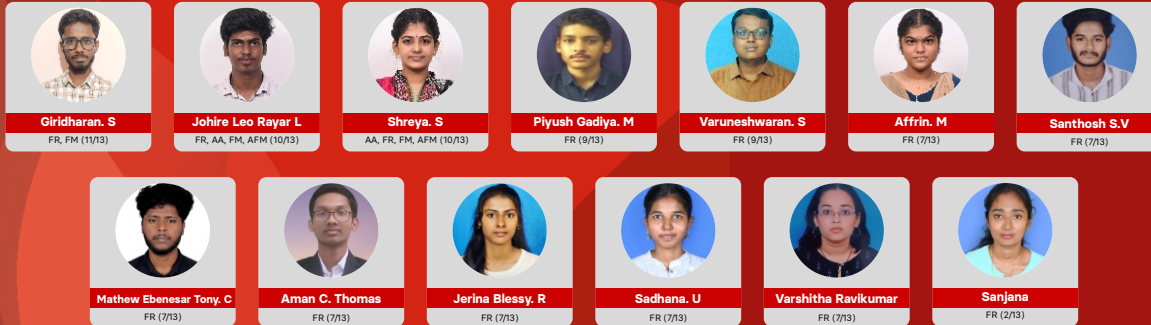 Giridharan. S
FR, FM (11/13)
Johire Leo Rayar L
FR, AA, FM, AFM (10/13)
Shreya. S
AA, FR, FM, AFM (10/13)
Piyush Gadiya. M
FR (9/13)
Varuneshwaran. S
FR (9/13)
Affrin. M
FR (7/13)
Santhosh S.V
FR (7/13)
Mathew Ebenesar Tony. C
FR (7/13)
Aman C. Thomas
FR (7/13)
Jerina Blessy. R
FR (7/13)
Sadhana. U
FR (7/13)
Varshitha Ravikumar
FR (7/13)
Sanjana
FR (2/13)